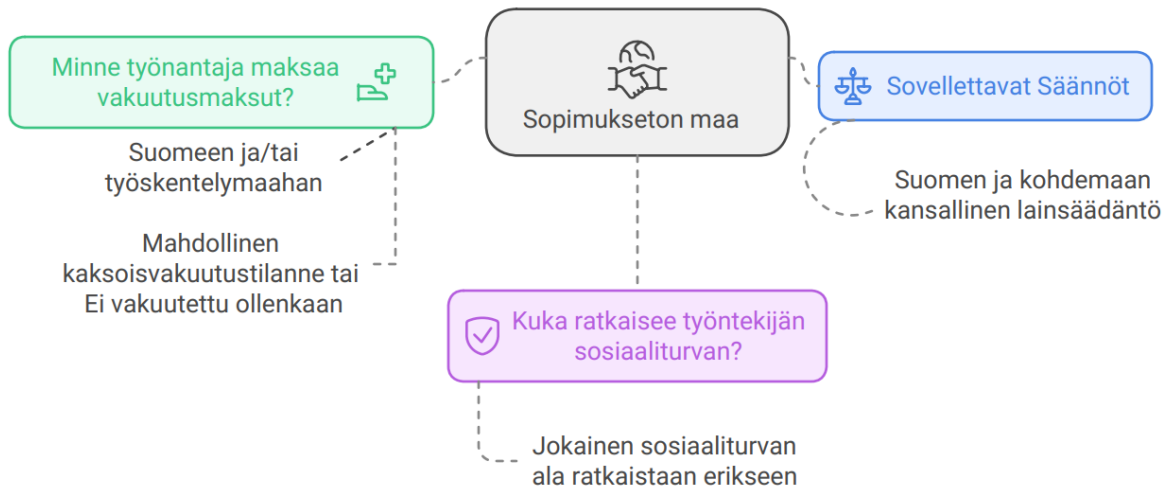 Minne työnantaja maksaa
vakuutusmaksut?
Suomeen ja/tai
työskentelymaahan
Mahdollinen
kaksoisvakuutustilanne tai
Ei vakuutettu ollenkaan
Sopimukseton maa
Sovellettavat Säännöt
Suomen ja kohdemaan
kansallinen lainsäädäntö
Kuka ratkaisee työntekijän
sosiaaliturvan?
Jokainen sosiaaliturvan
ala ratkaistaan erikseen